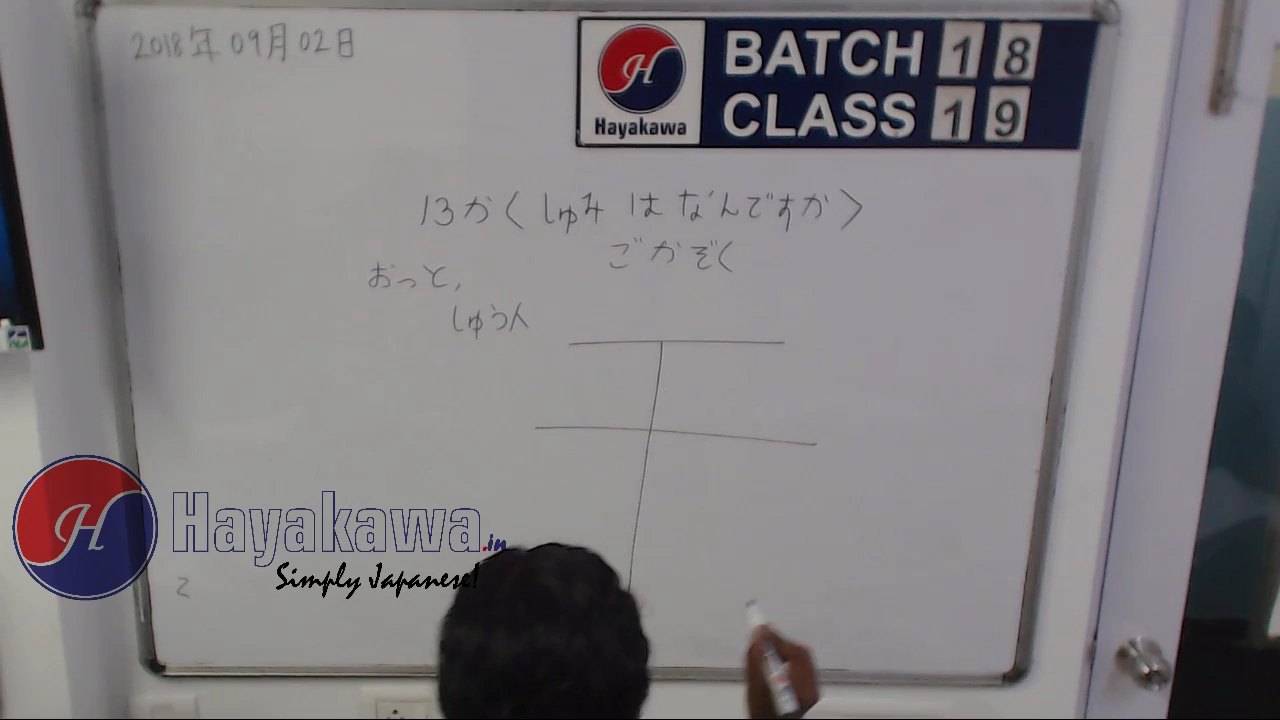 2018年09月02日
H
Hayakawa
BATCH 18
CLASS 19
13か〈しゅみ は なんですか〉
ごかぞく
おっと,
しゅう人
H
Hayakawa.in
Simply Japanese!